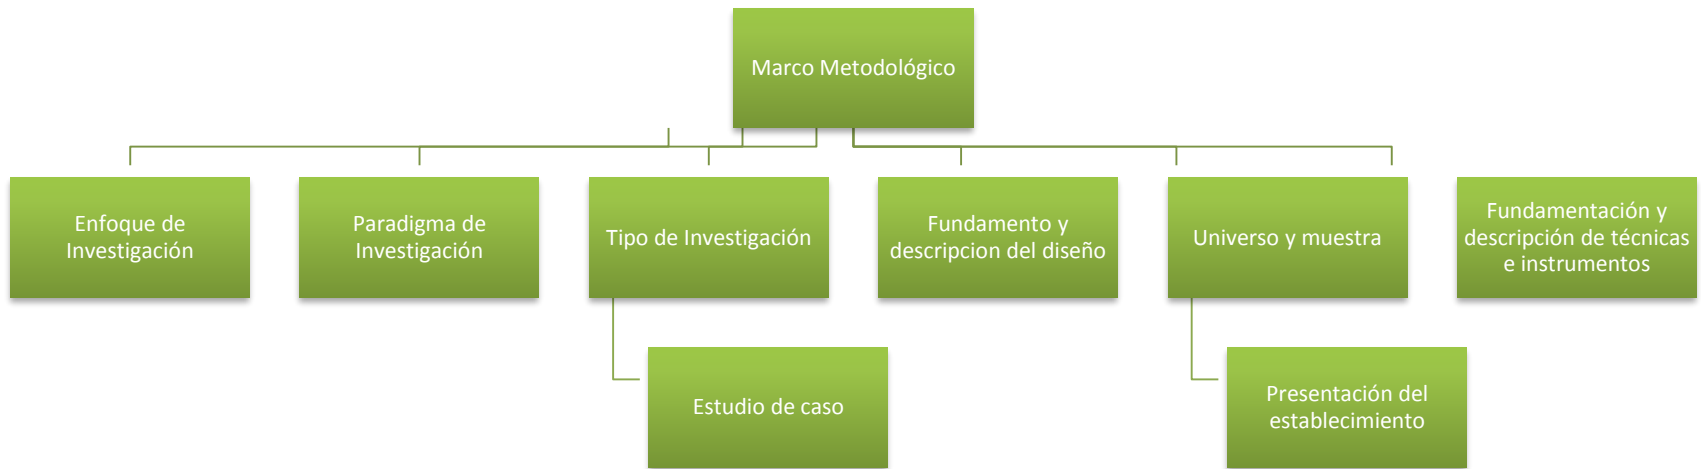 Marco Metodológico
Enfoque de
Investigación
Paradigma de
Investigación
Tipo de Investigación
Fundamento y
descripcion del diseño
Universo y muestra
Fundamentación y
descripción de técnicas
e instrumentos
Estudio de caso
Presentación del
establecimiento